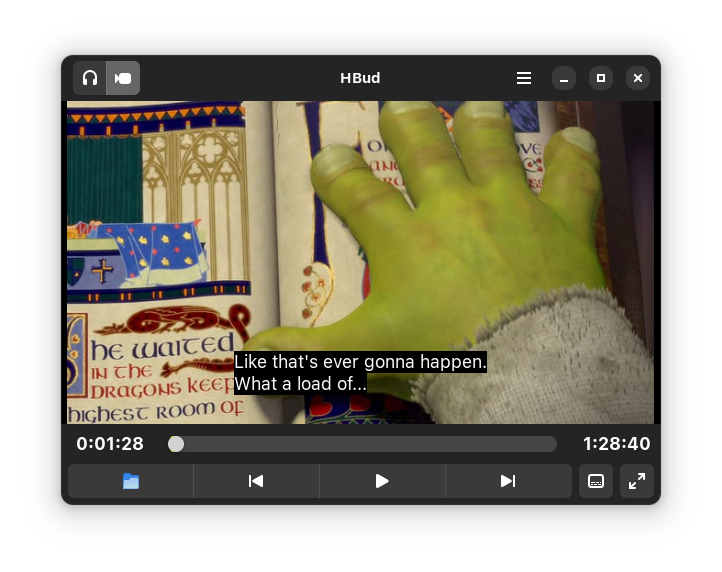 HBud
OVE
HE WAITED
IN THE
DRAGONS KEEP
HIGHEST ROOM OF
Like that's ever gonna happen.
What a load of...
0:01:28
1:28:40